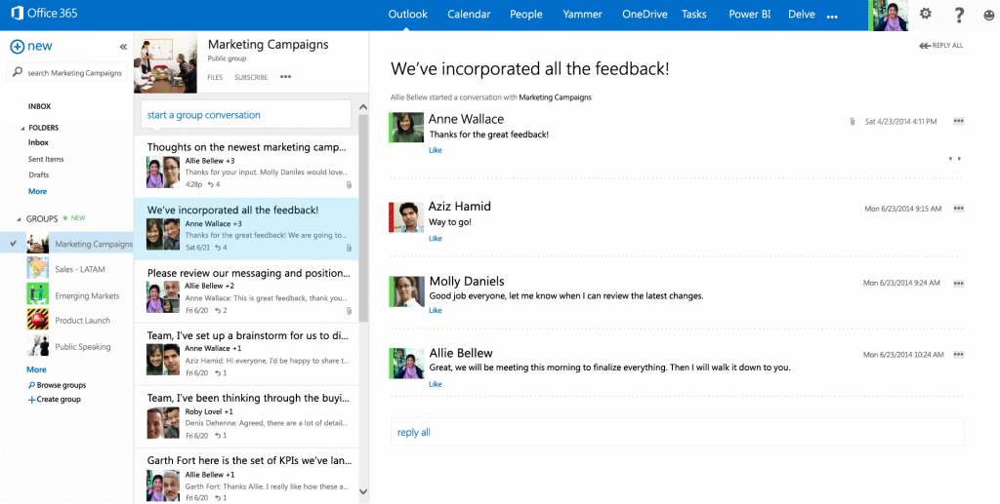 Office 365
Outlook Calendar People Yammer OneDrive Tasks Power BI Delve ...
?
new
search Marketing Campaigns
INBOX
FOLDERS
Inbox
Sent Items
Drafts
More
GROUPS + NEW
Marketing Campaigns
Sales - LATAM
Emerging Markets
Product Launch
Public Speaking
More
Browse groups
Create group
Marketing Campaigns
Public group
FILES SUBSCRIBE •••
start a group conversation
Thoughts on the newest marketing camp...
Allie Bellew +3
Thanks for your input. Molly Daniles would love...
4:28p 4
We've incorporated all the feedback!
Anne Wallace +3
Thanks for the great feedback! We are going to...
Sat 6/21 4
Please review our messaging and position...
Allie Bellew +2
Anne Wallace: This is great feedback, thank you...
Fri 6/20 2
Team, I've set up a brainstorm for us to di...
Anne Wallace +1
Aziz Hamid: Hi everyone, I'd be happy to share t...
Fri 6/20 1
Team, I've been thinking through the buyi...
Roby Lovel +1
Denis Dehenne: Agreed, there are a lot of detail...
Fri 6/20 1
Garth Fort here is the set of KPIs we've lan...
Allie Bellew +1
Garth Fort: Thanks Allie. I really like how these a...
Fri 6/20 1
REPLY ALL
We've incorporated all the feedback!
Allie Bellew started a conversation with Marketing Campaigns
Anne Wallace
Sat 4/23/2014 4:11 PM
Thanks for the great feedback!
Like
Aziz Hamid
Mon 6/23/2014 9:15 AM
Way to go!
Like
Molly Daniels
Mon 6/23/2014 9:24 AM
Good job everyone, let me know when I can review the latest changes.
Like
Allie Bellew
Mon 6/23/2014 10:24 AM
Great, we will be meeting this morning to finalize everything. Then I will walk it down to you.
Like
reply all